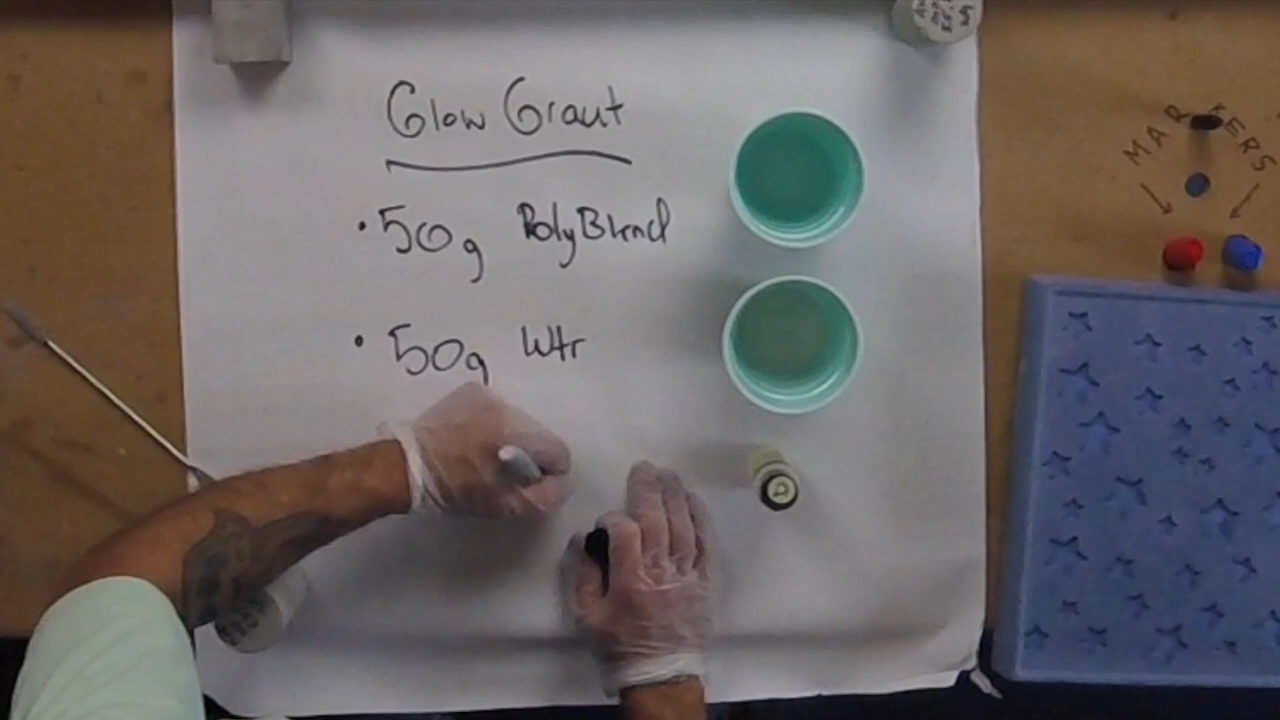 Glow Grout
• 50g PolyBlend
• 50g Wtr
MARKERS
D